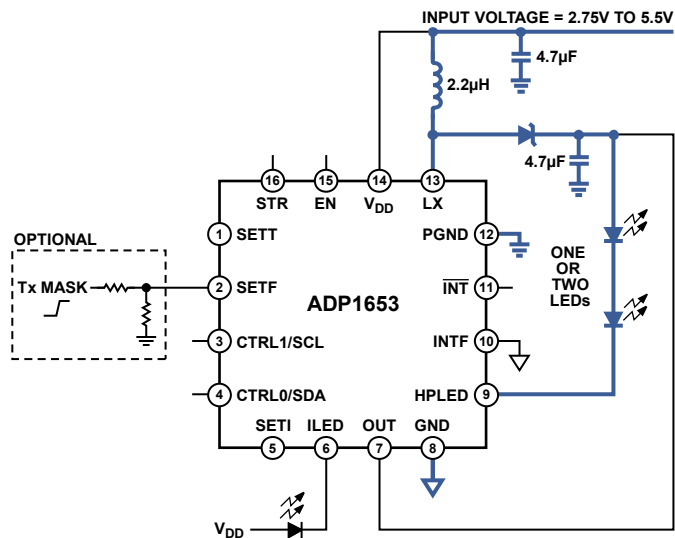 INPUT VOLTAGE = 2.75V TO 5.5V
4.7µF
2.2µH
4.7µF
16
15
14
13
STR
EN
VDD
LX
1
SETT
PGND
12
OPTIONAL
Tx MASK
2
SETF
ADP1653
INT
11
ONE
OR
TWO
LEDs
3
CTRL1/SCL
INTF
10
4
CTRL0/SDA
HPLED
9
SETI
ILED
OUT
GND
5
6
7
8
VDD